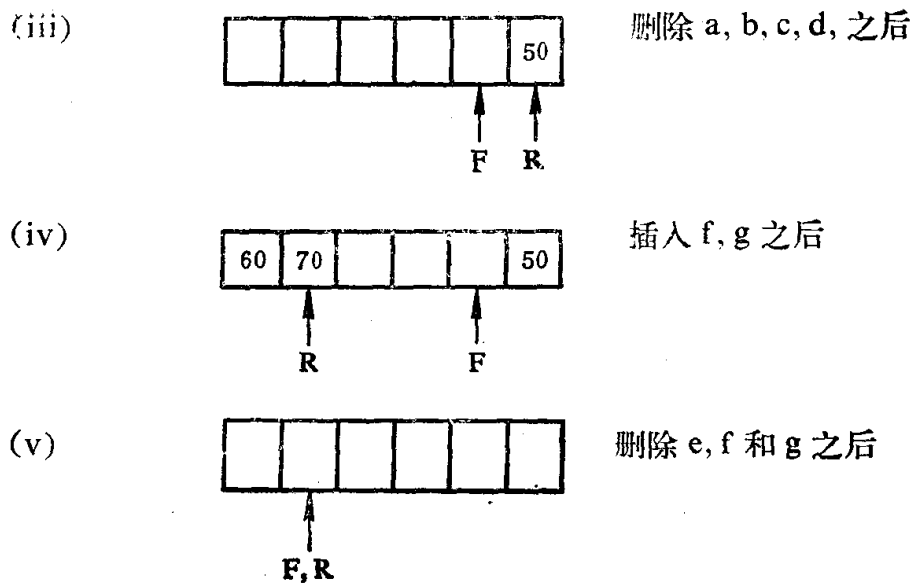 (iii) 50 删除 a, b, c, d, 之后
F R
(iv) 60 70 50 插入 f, g 之后
R F
(v) 删除 e, f 和 g 之后
F, R